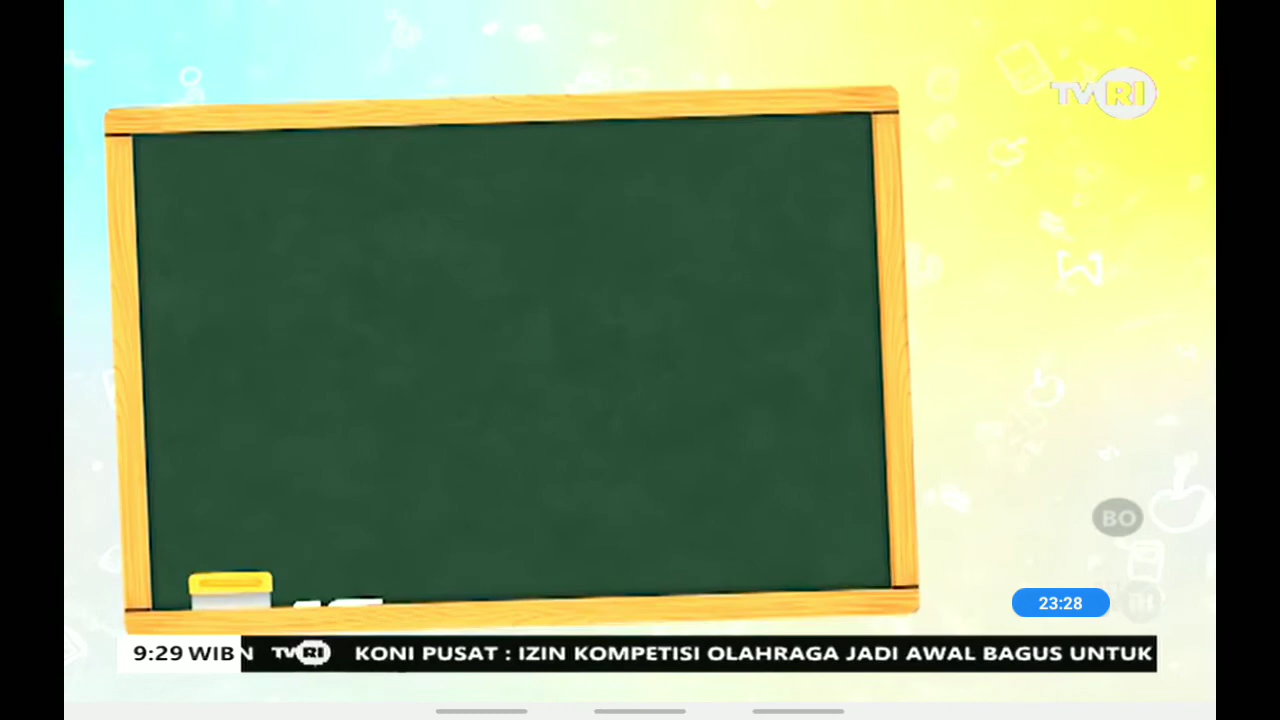 TVRI
BO
23:28
9:29 WIB N TVRI KONI PUSAT : IZIN KOMPETISI OLAHRAGA JADI AWAL BAGUS UNTUK